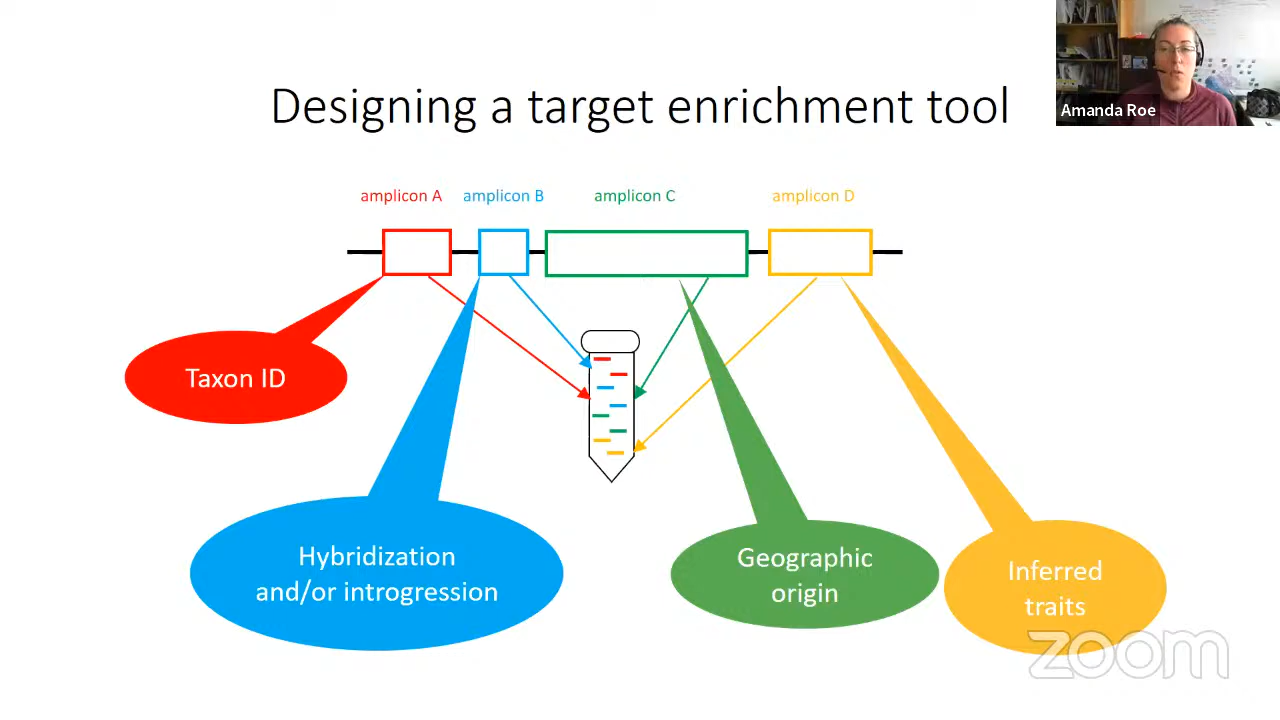 Designing a target enrichment tool
Amanda Roe
amplicon A
amplicon B
amplicon C
amplicon D
Taxon ID
Hybridization
and/or introgression
Geographic
origin
Inferred
traits
zoom